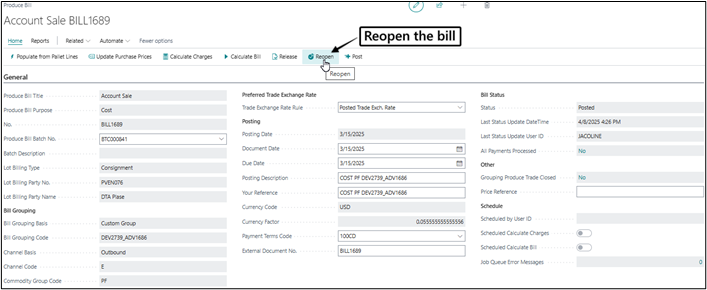 Produce Bill
Account Sale BILL1689
Reopen the bill
Home Reports Related Automate Fewer options
Populate from Pallet Lines Update Purchase Prices Calculate Charges Calculate Bill Release Reopen Post
Reopen
General
Produce Bill Title Account Sale
Produce Bill Purpose Cost
No. BILL1689
Produce Bill Batch No. BTC000841
Batch Description
Lot Billing Type Consignment
Lot Billing Party No. PVEN076
Lot Billing Party Name DTA Plase
Bill Grouping
Bill Grouping Basis Custom Group
Bill Grouping Code DEV2739_ADV1686
Channel Basis Outbound
Channel Code E
Commodity Group Code PF
Preferred Trade Exchange Rate
Trade Exchange Rate Rule Posted Trade Exch. Rate
Posting
Posting Date 3/15/2025
Document Date 3/15/2025
Due Date 3/15/2025
Posting Description COST PF DEV2739_ADV1686
Your Reference COST PF DEV2739_ADV1686
Currency Code USD
Currency Factor 0.055555555555556
Payment Terms Code 100CD
External Document No. BILL1689
Bill Status
Status Posted
Last Status Update DateTime 4/8/2025 4:26 PM
Last Status Update User ID JACOLINE
All Payments Processed No
Other
Grouping Produce Trade Closed No
Price Reference
Schedule
Scheduled by User ID
Scheduled Calculate Charges
Scheduled Calculate Bill
Job Queue Error Messages 0